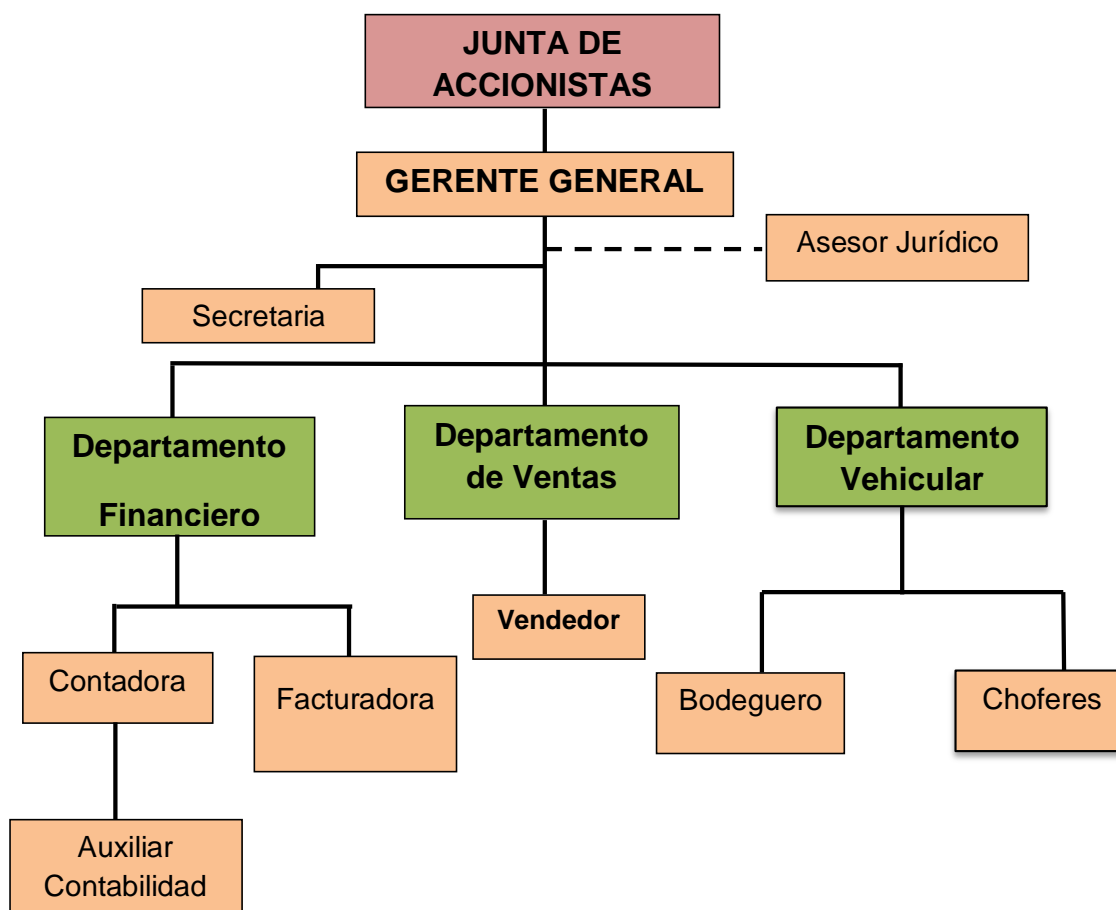 JUNTA DE
ACCIONISTAS
GERENTE GENERAL
Asesor Jurídico
Secretaria
Departamento
Financiero
Departamento
de Ventas
Departamento
Vehicular
Vendedor
Contadora
Facturadora
Bodeguero
Choferes
Auxiliar
Contabilidad